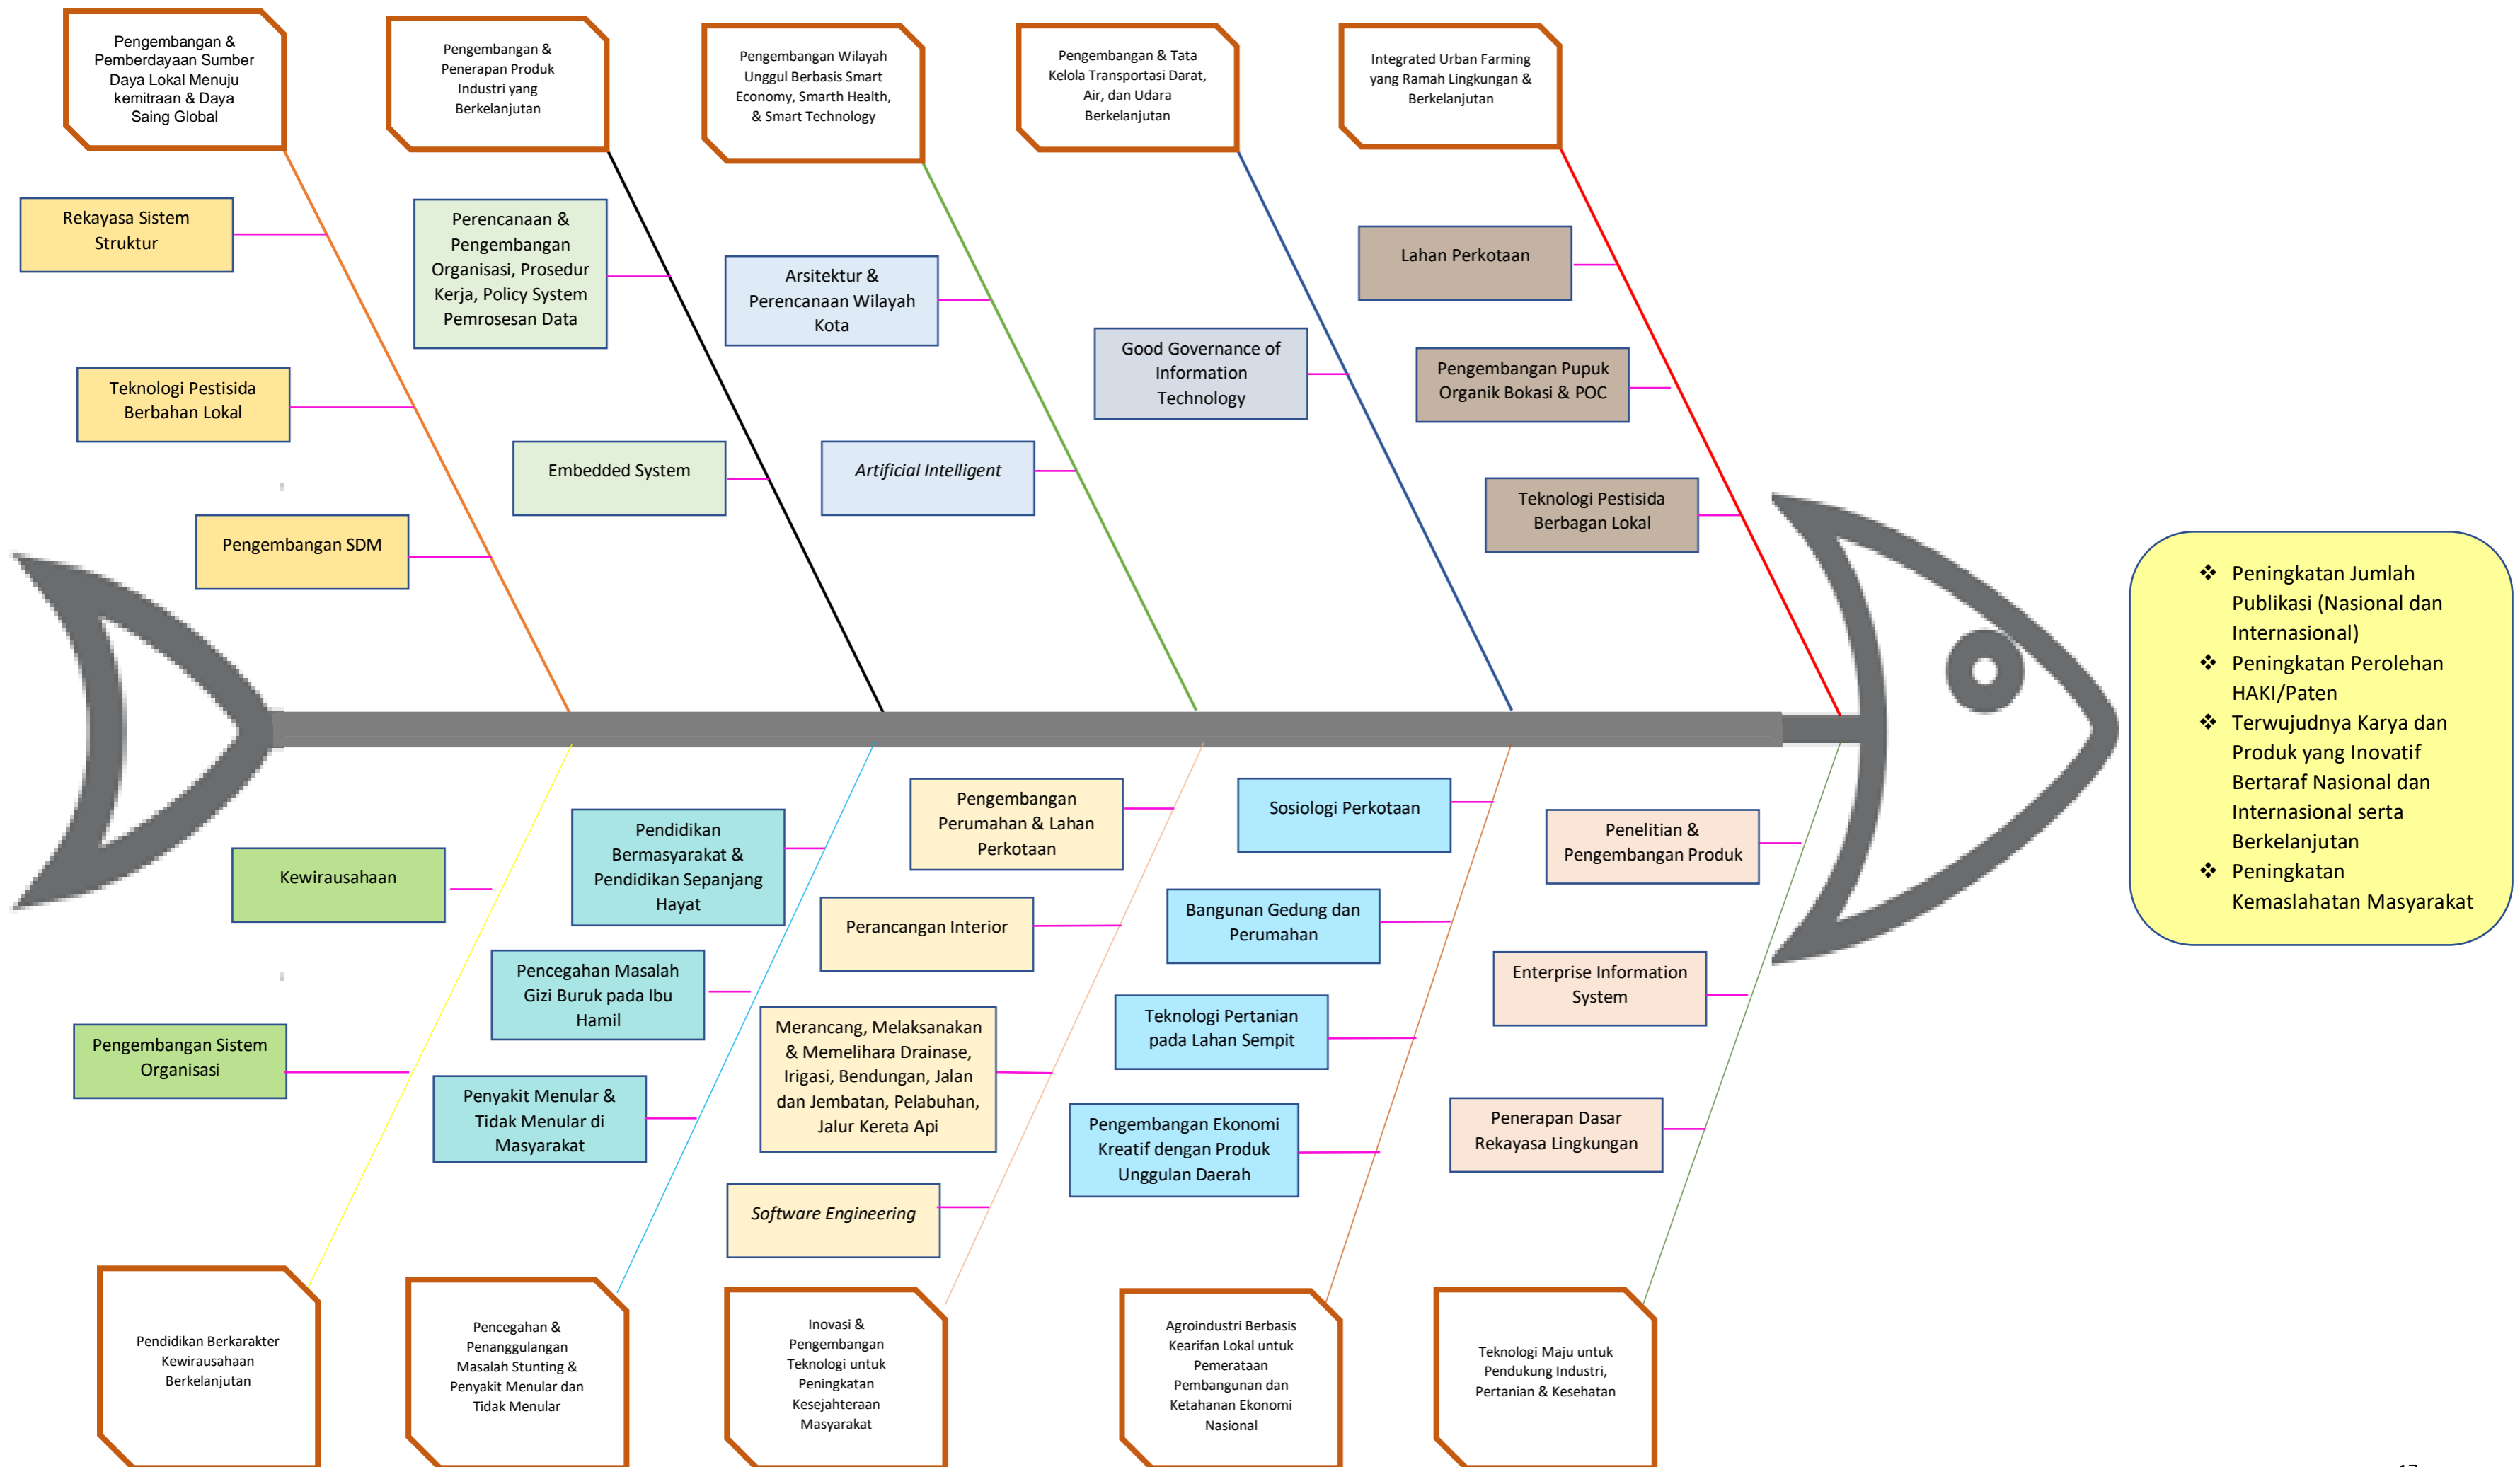 Pengembangan &
Pemberdayaan Sumber
Daya Lokal Menuju
kemitraan & Daya
Saing Global
Pengembangan &
Penerapan Produk
Industri yang
Berkelanjutan
Pengembangan Wilayah
Unggul Berbasis Smart
Economy, Smarth Health,
& Smart Technology
Pengembangan & Tata
Kelola Transportasi Darat,
Air, dan Udara
Berkelanjutan
Integrated Urban Farming
yang Ramah Lingkungan &
Berkelanjutan
Rekayasa Sistem
Struktur
Teknologi Pestisida
Berbahan Lokal
Pengembangan SDM
Perencanaan &
Pengembangan
Organisasi, Prosedur
Kerja, Policy System
Pemrosesan Data
Embedded System
Arsitektur &
Perencanaan Wilayah
Kota
Artificial Intelligent
Good Governance of
Information
Technology
Lahan Perkotaan
Pengembangan Pupuk
Organik Bokasi & POC
Teknologi Pestisida
Berbagan Lokal
❖ Peningkatan Jumlah
Publikasi (Nasional dan
Internasional)
❖ Peningkatan Perolehan
HAKI/Paten
❖ Terwujudnya Karya dan
Produk yang Inovatif
Bertaraf Nasional dan
Internasional serta
Berkelanjutan
❖ Peningkatan
Kemaslahatan Masyarakat
Kewirausahaan
Pengembangan Sistem
Organisasi
Pendidikan
Bermasyarakat &
Pendidikan Sepanjang
Hayat
Pencegahan Masalah
Gizi Buruk pada Ibu
Hamil
Penyakit Menular &
Tidak Menular di
Masyarakat
Pengembangan
Perumahan & Lahan
Perkotaan
Perancangan Interior
Merancang, Melaksanakan
& Memelihara Drainase,
Irigasi, Bendungan, Jalan
dan Jembatan, Pelabuhan,
Jalur Kereta Api
Software Engineering
Sosiologi Perkotaan
Bangunan Gedung dan
Perumahan
Teknologi Pertanian
pada Lahan Sempit
Pengembangan Ekonomi
Kreatif dengan Produk
Unggulan Daerah
Penelitian &
Pengembangan Produk
Enterprise Information
System
Penerapan Dasar
Rekayasa Lingkungan
Pendidikan Berkarakter
Kewirausahaan
Berkelanjutan
Pencegahan &
Penanggulangan
Masalah Stunting &
Penyakit Menular dan
Tidak Menular
Inovasi &
Pengembangan
Teknologi untuk
Peningkatan
Kesejahteraan
Masyarakat
Agroindustri Berbasis
Kearifan Lokal untuk
Pemerataan
Pembangunan dan
Ketahanan Ekonomi
Nasional
Teknologi Maju untuk
Pendukung Industri,
Pertanian & Kesehatan